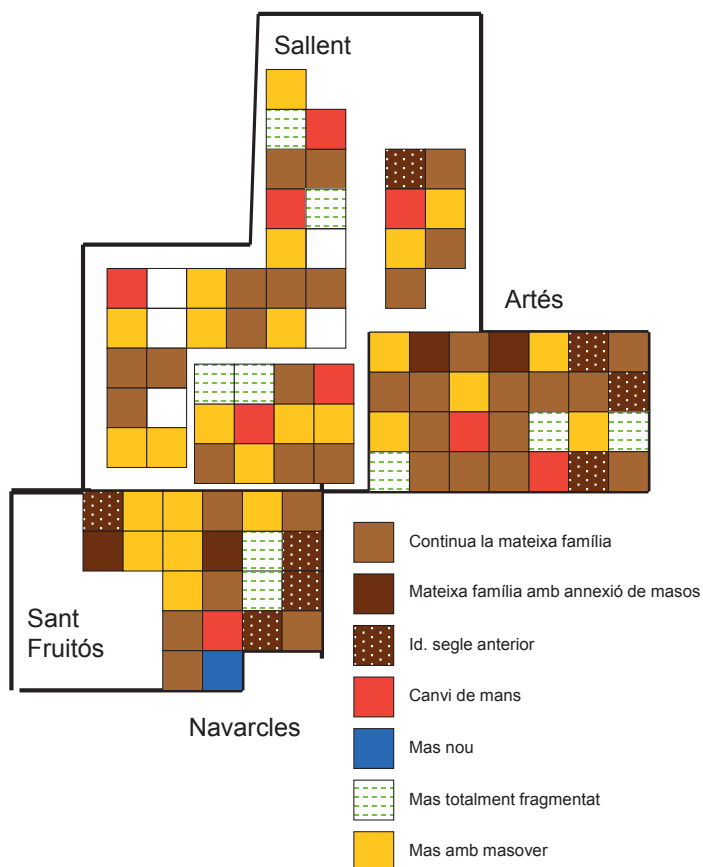 Sallent
Artés
Continua la mateixa família
Mateixa família amb annexió de masos
Sant
Fruitós
Id. segle anterior
Canvi de mans
Navarcles
Mas nou
Mas totalment fragmentat
Mas amb masover